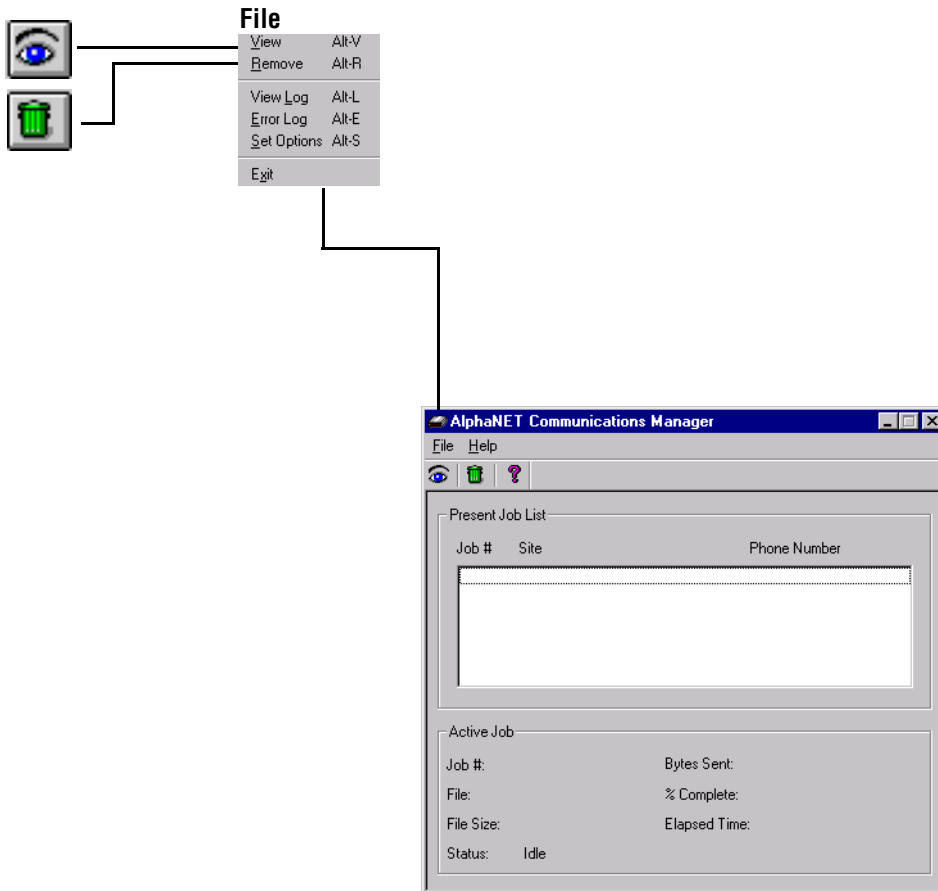 File
View Alt-V
Remove Alt-R
View Log Alt-L
Error Log Alt-E
Set Options Alt-S
Exit
AlphaNET Communications Manager
File Help
Present Job List
Job # Site Phone Number
Active Job
Job #: Bytes Sent:
File: % Complete:
File Size: Elapsed Time:
Status: Idle